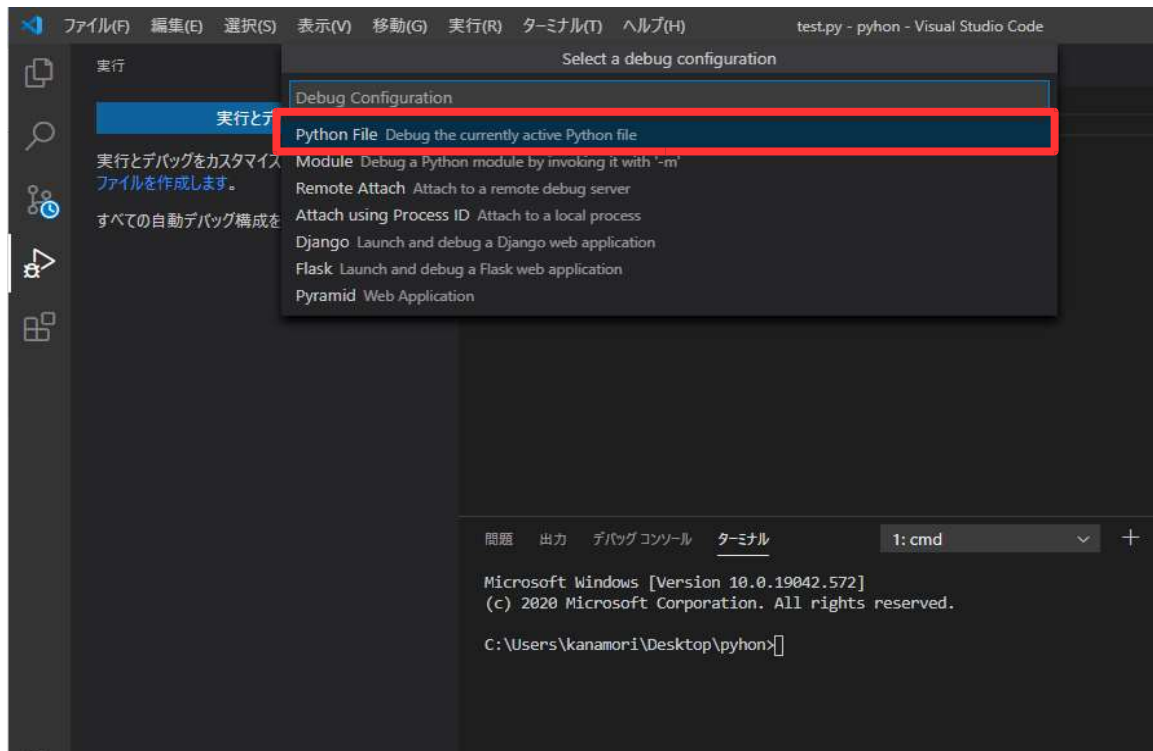 ファイル(F) 編集(E) 選択(S) 表示(V) 移動(G) 実行(R) ターミナル(T) ヘルプ(H) test.py - pyhon - Visual Studio Code
Select a debug configuration
実行
Debug Configuration
実行とデ
Python File Debug the currently active Python file
実行とデバッグをカスタマイズ
Module Debug a Python module by invoking it with '-m'
ファイルを作成します。
Remote Attach Attach to a remote debug server
すべての自動デバッグ構成を
Attach using Process ID Attach to a local process
Django Launch and debug a Django web application
Flask Launch and debug a Flask web application
Pyramid Web Application
問題 出力 デバッグ コンソール ターミナル 1: cmd
Microsoft Windows [Version 10.0.19042.572]
(c) 2020 Microsoft Corporation. All rights reserved.
C:\Users\kanamori\Desktop\pyhon>